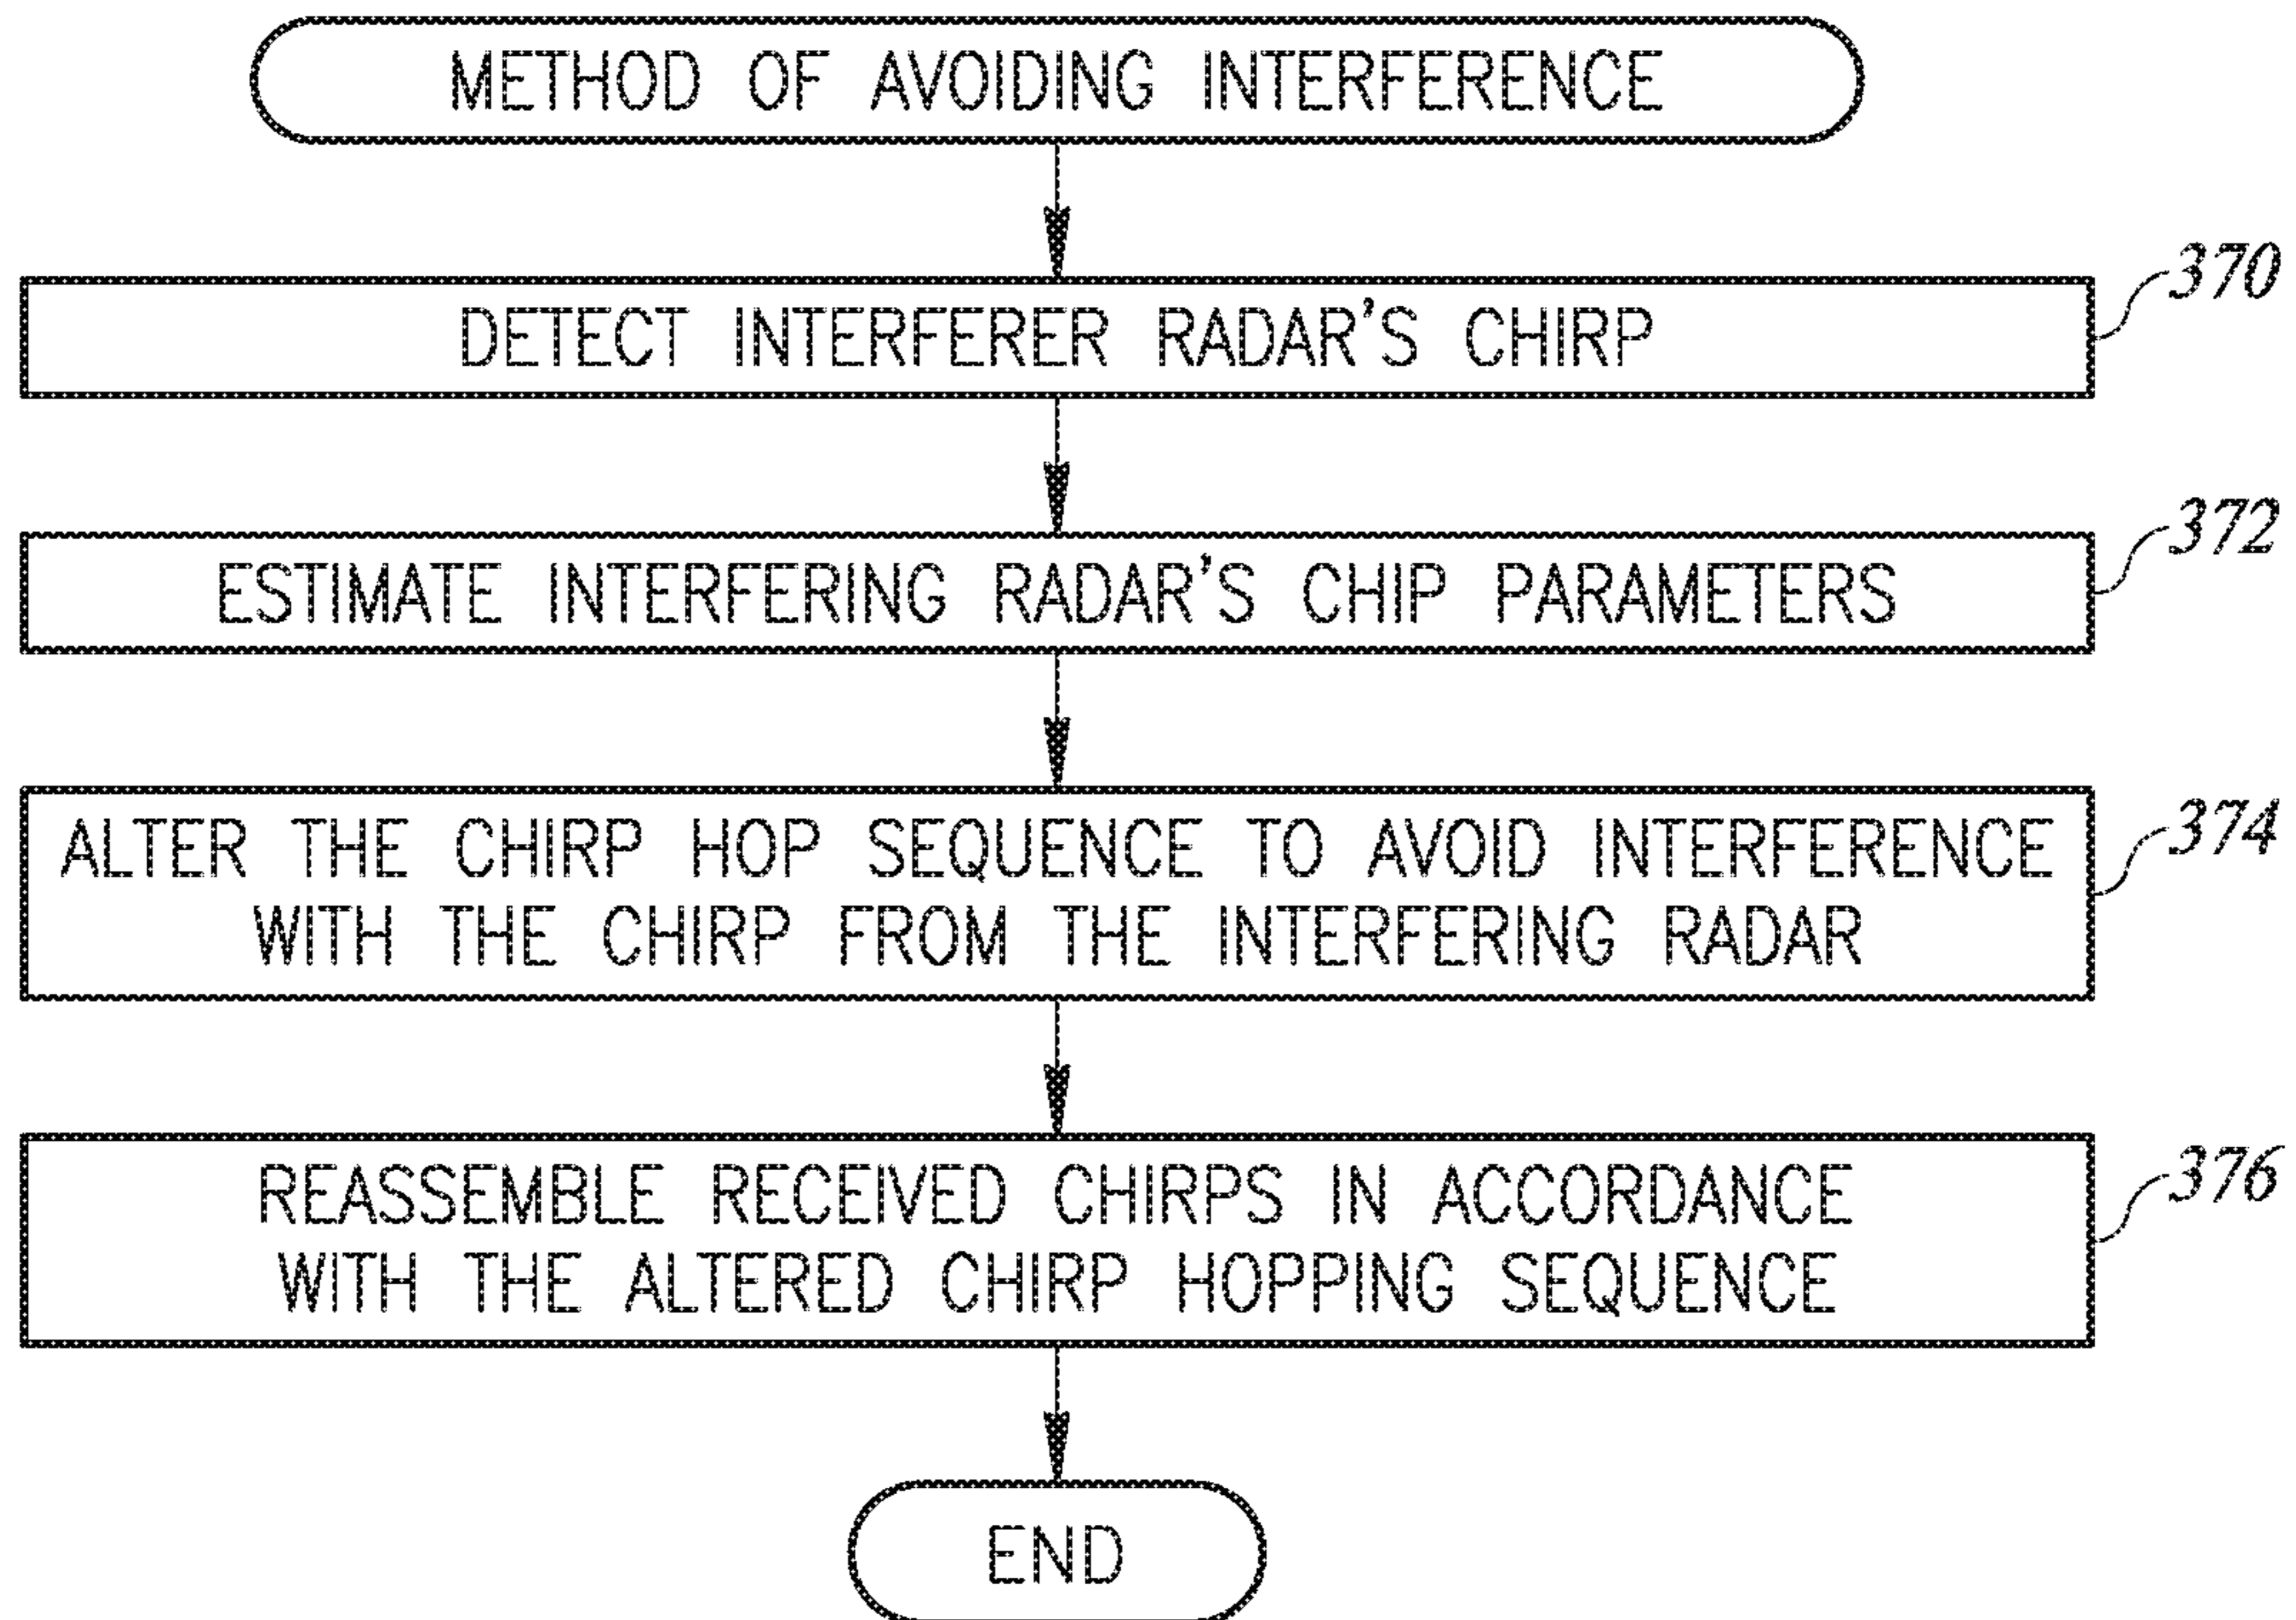 METHOD OF AVOIDING INTERFERENCE
DETECT INTERFERER RADAR'S CHIRP
370
ESTIMATE INTERFERING RADAR'S CHIP PARAMETERS
372
ALTER THE CHIRP HOP SEQUENCE TO AVOID INTERFERENCE
WITH THE CHIRP FROM THE INTERFERING RADAR
374
REASSEMBLE RECEIVED CHIRPS IN ACCORDANCE
WITH THE ALTERED CHIRP HOPPING SEQUENCE
376
END